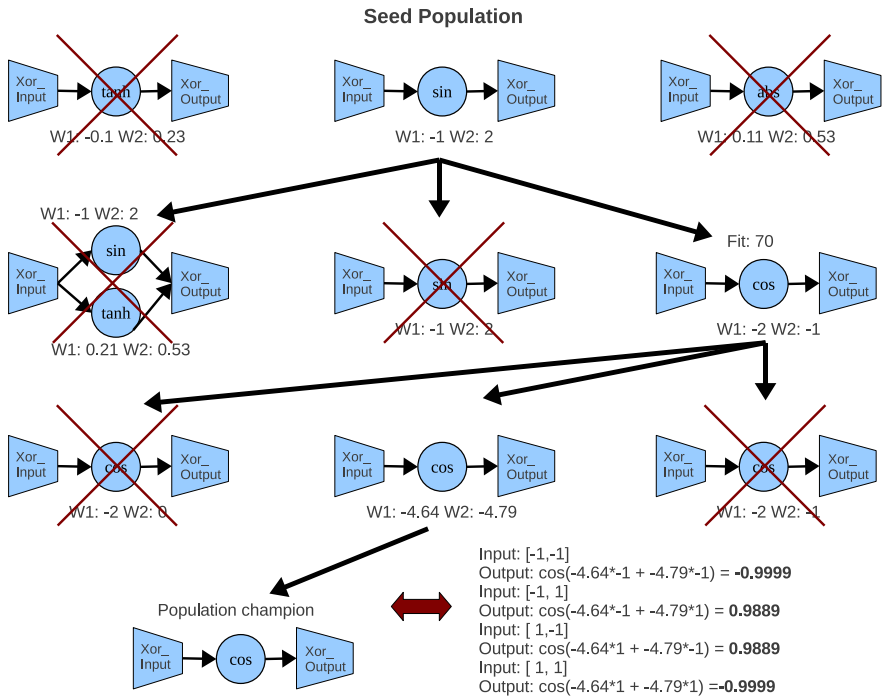 Seed Population
Xor_
Input
tanh
Xor_
Output
W1: -0.1 W2: 0.23
Xor_
Input
sin
Xor_
Output
W1: -1 W2: 2
Xor_
Input
abs
Xor_
Output
W1: 0.11 W2: 0.53
W1: -1 W2: 2
Xor_
Input
sin
tanh
Xor_
Output
W1: 0.21 W2: 0.53
Xor_
Input
sin
Xor_
Output
W1: -1 W2: 2
Fit: 70
Xor_
Input
cos
Xor_
Output
W1: -2 W2: -1
Xor_
Input
cos
Xor_
Output
W1: -2 W2: 0
Xor_
Input
cos
Xor_
Output
W1: -4.64 W2: -4.79
Xor_
Input
cos
Xor_
Output
W1: -2 W2: -1
Population champion
Xor_
Input
cos
Xor_
Output
Input: [-1,-1]
Output: cos(-4.64*-1 + -4.79*-1) = -0.9999
Input: [-1, 1]
Output: cos(-4.64*-1 + -4.79*1) = 0.9889
Input: [ 1,-1]
Output: cos(-4.64*1 + -4.79*-1) = 0.9889
Input: [ 1, 1]
Output: cos(-4.64*1 + -4.79*1) =-0.9999